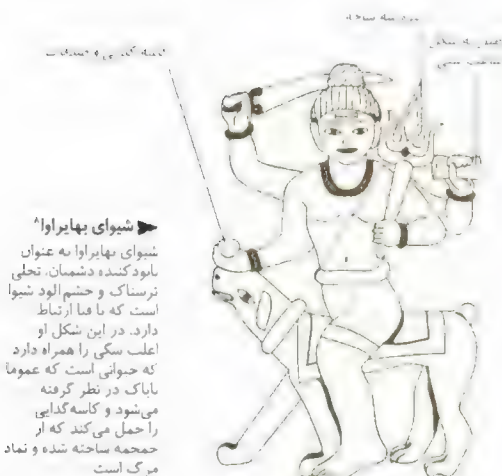 شیوای بهایراوا^۸
شیوای بهایراوا به عنوان
نابودکننده دشمنان، تجلی
ترسناک و خشم‌آلود شیوا
است که با فنا ارتباط
دارد. در این شکل او
اغلب سگی را همراه دارد
که حیوانی است که عموما
ناپاک در نظر گرفته
می‌شود و کاسه گدایی
را حمل می‌کند که از
جمجمه ساخته شده و نماد
مرگ است